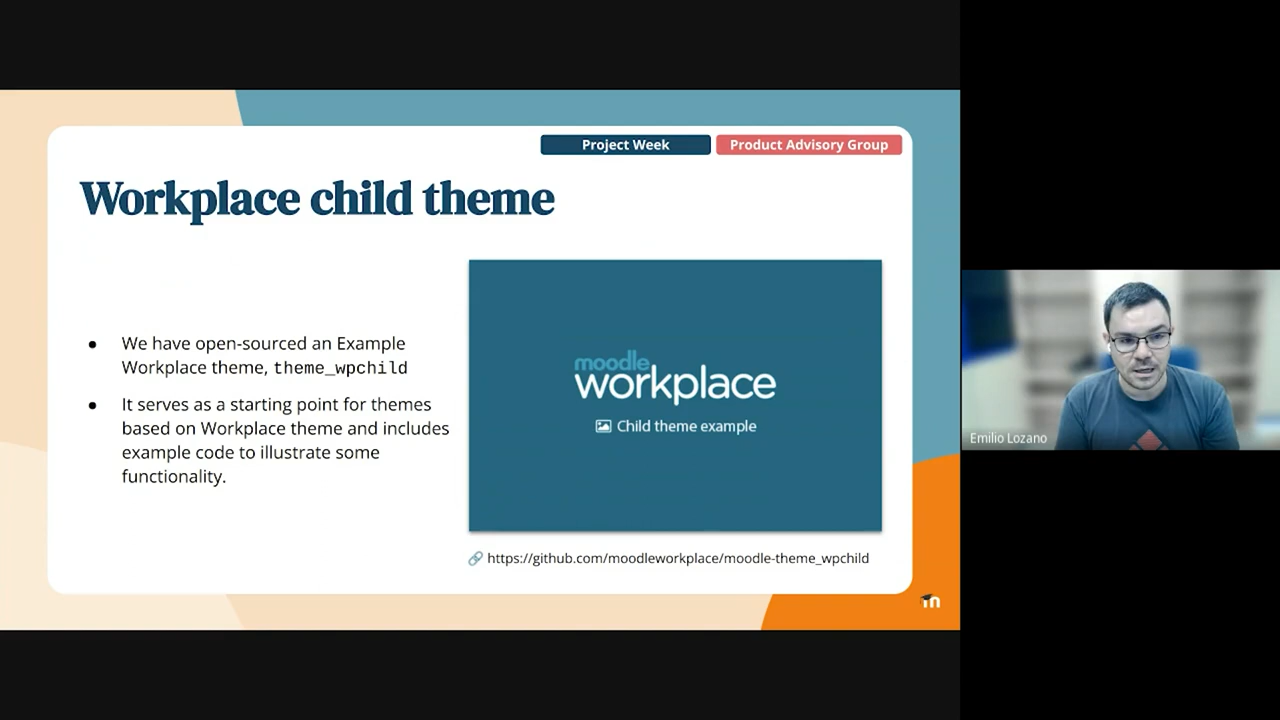 Project Week
Product Advisory Group
Workplace child theme
● We have open-sourced an Example
Workplace theme, theme_wpchild
● It serves as a starting point for themes
based on Workplace theme and includes
example code to illustrate some
functionality.
moodle
workplace
Child theme example
https://github.com/moodleworkplace/moodle-theme_wpchild
m
Emilio Lozano